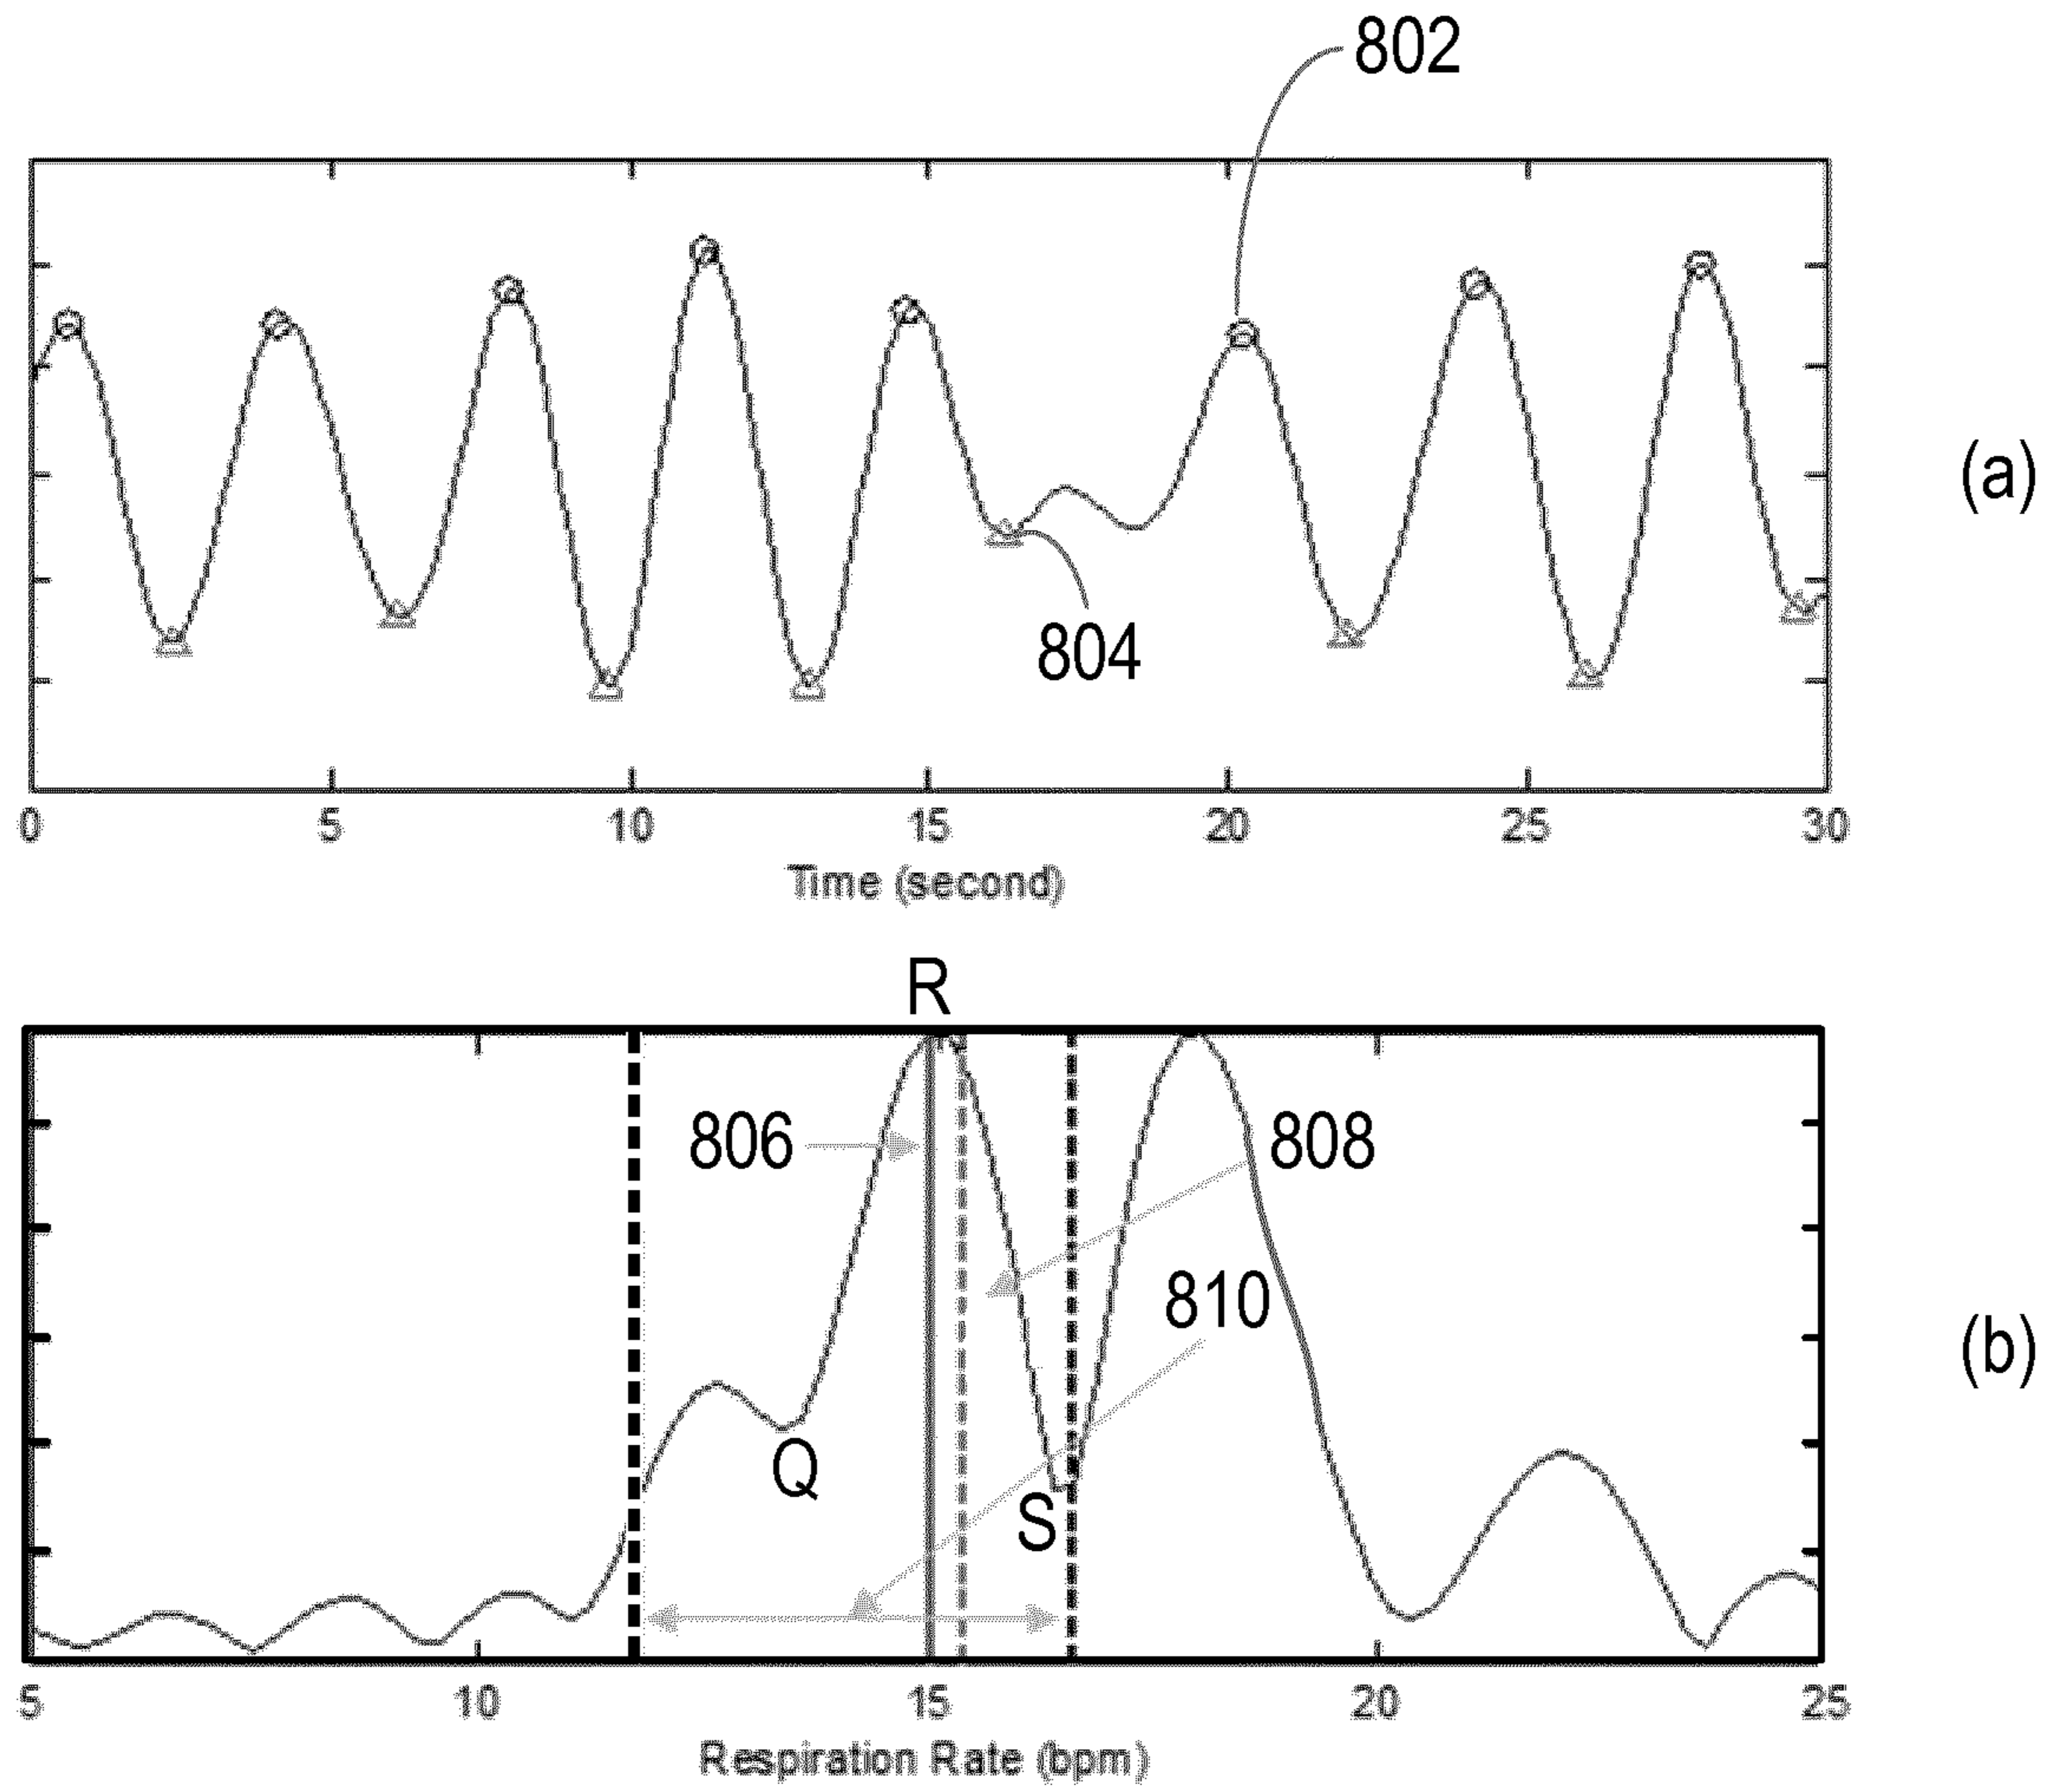 802
(a)
804
0 5 10 15 20 25 30
Time (second)
R
806 808
810
(b)
Q
S
5 10 15 20 25
Respiration Rate (bpm)